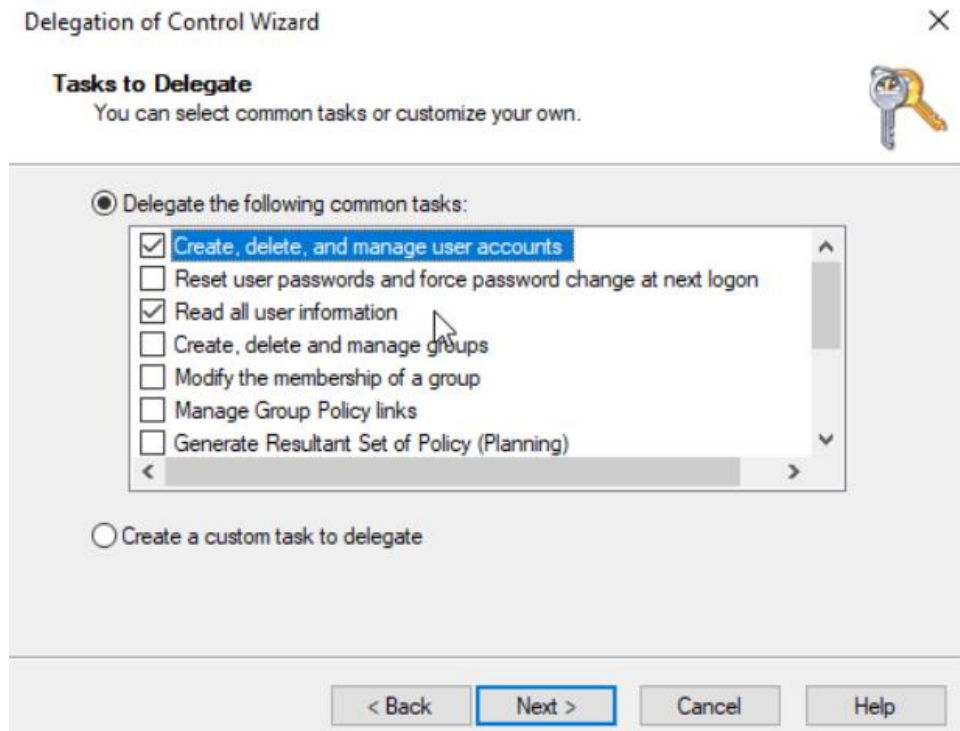 Delegation of Control Wizard
Tasks to Delegate
You can select common tasks or customize your own.
Delegate the following common tasks:
Create, delete, and manage user accounts
Reset user passwords and force password change at next logon
Read all user information
Create, delete and manage groups
Modify the membership of a group
Manage Group Policy links
Generate Resultant Set of Policy (Planning)
Create a custom task to delegate
< Back Next > Cancel Help